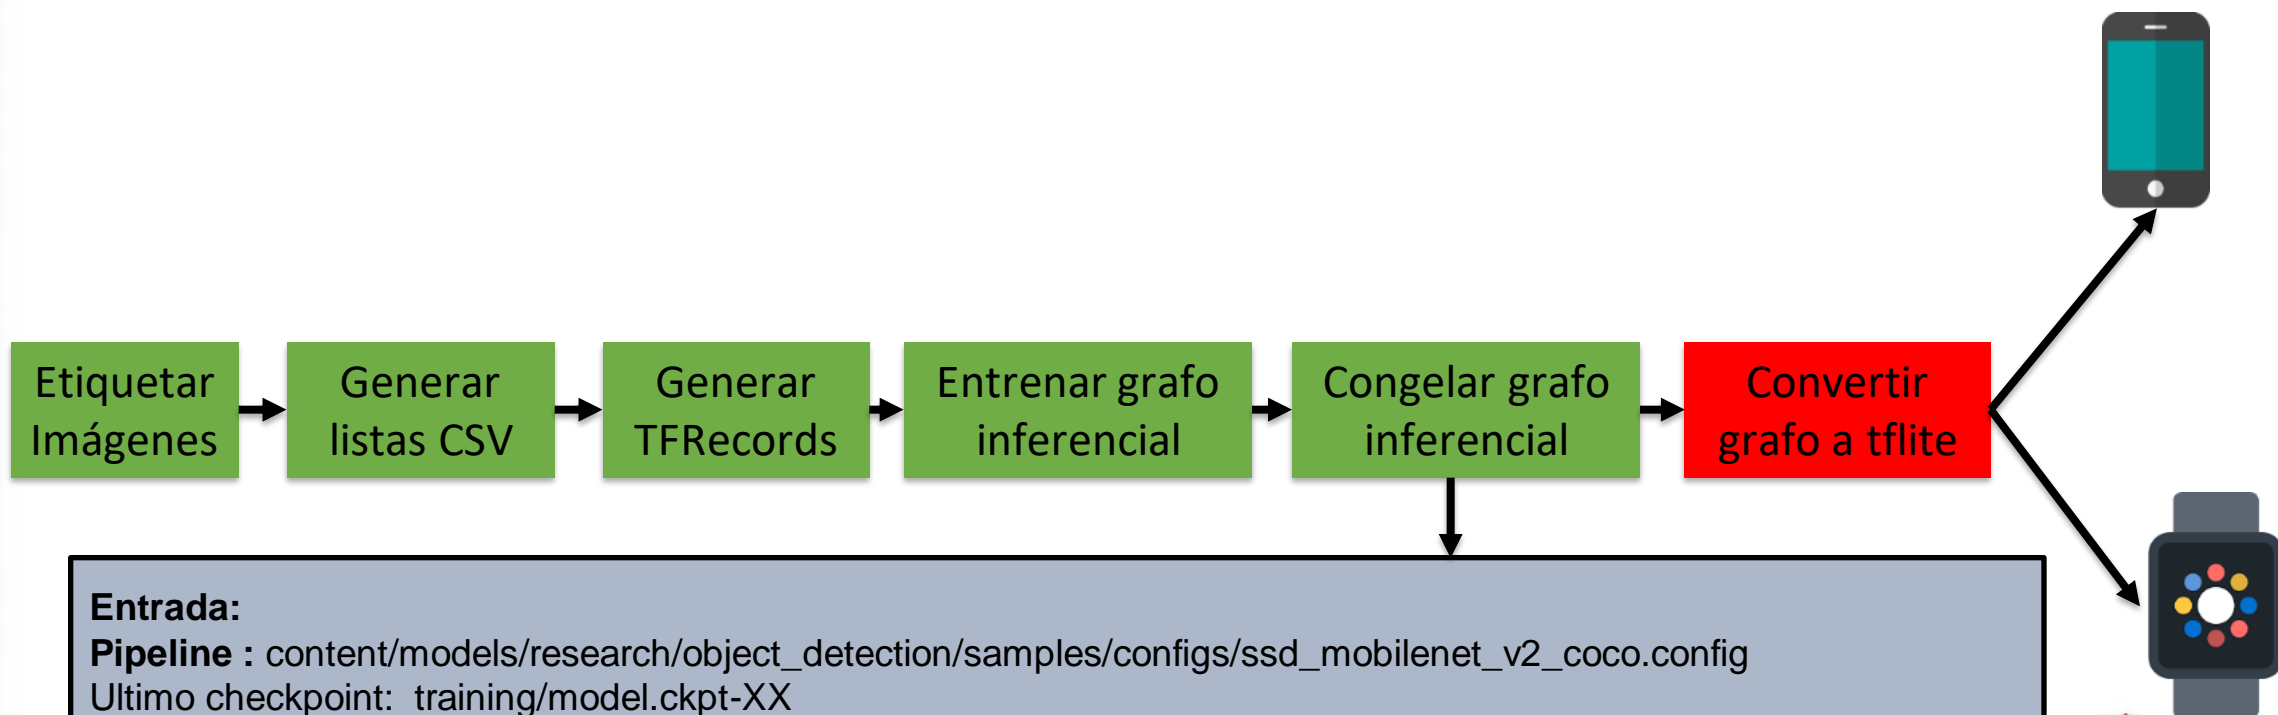 Etiquetar
Imágenes
Generar
listas CSV
Generar
TFRecords
Entrenar grafo
inferencial
Congelar grafo
inferencial
Convertir
grafo a tflite
Entrada:
Pipeline : content/models/research/object_detection/samples/configs/ssd_mobilenet_v2_coco.config
Ultimo checkpoint: training/model.ckpt-XX